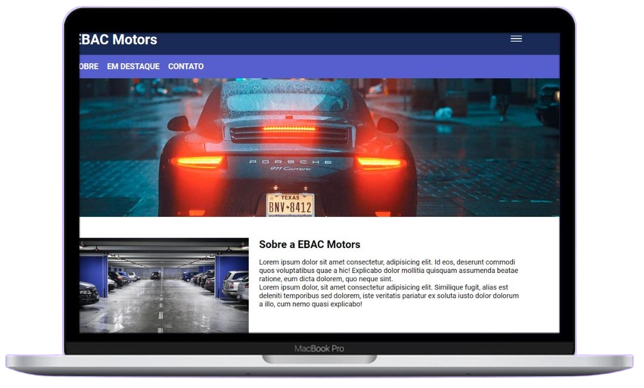 EBAC Motors
OBRE EM DESTAQUE CONTATO
PORSCHE
911 Carrera
TEXAS
BNV-8412
Sobre a EBAC Motors
Lorem ipsum dolor sit amet consectetur, adipisicing elit. Id eos, deserunt commodi
quos voluptatibus quae a hic! Explicabo dolor mollitia quisquam assumenda beatae
ratione, eum dicta dolorem, quo neque sint.
Lorem ipsum dolor sit amet consectetur, adipisicing elit. Similique fugit, alias est
deleniti temporibus sed dolorem, iste veritatis pariatur ex soluta iusto dolor dolorum
a illo, cum nemo quasi explicabo!
MacBook Pro